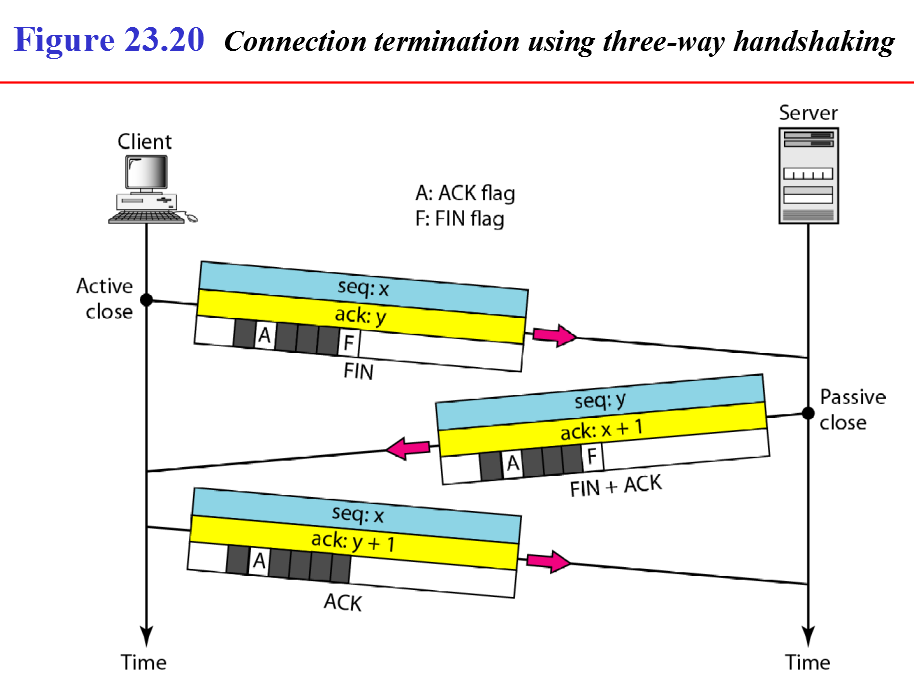 Figure 23.20 Connection termination using three-way handshaking
Server
Client
A: ACK flag
F: FIN flag
Active
close
seq: x
ack: y
A F
FIN
Passive
close
seq: y
ack: x + 1
A F
FIN + ACK
seq: x
ack: y + 1
A
ACK
Time
Time